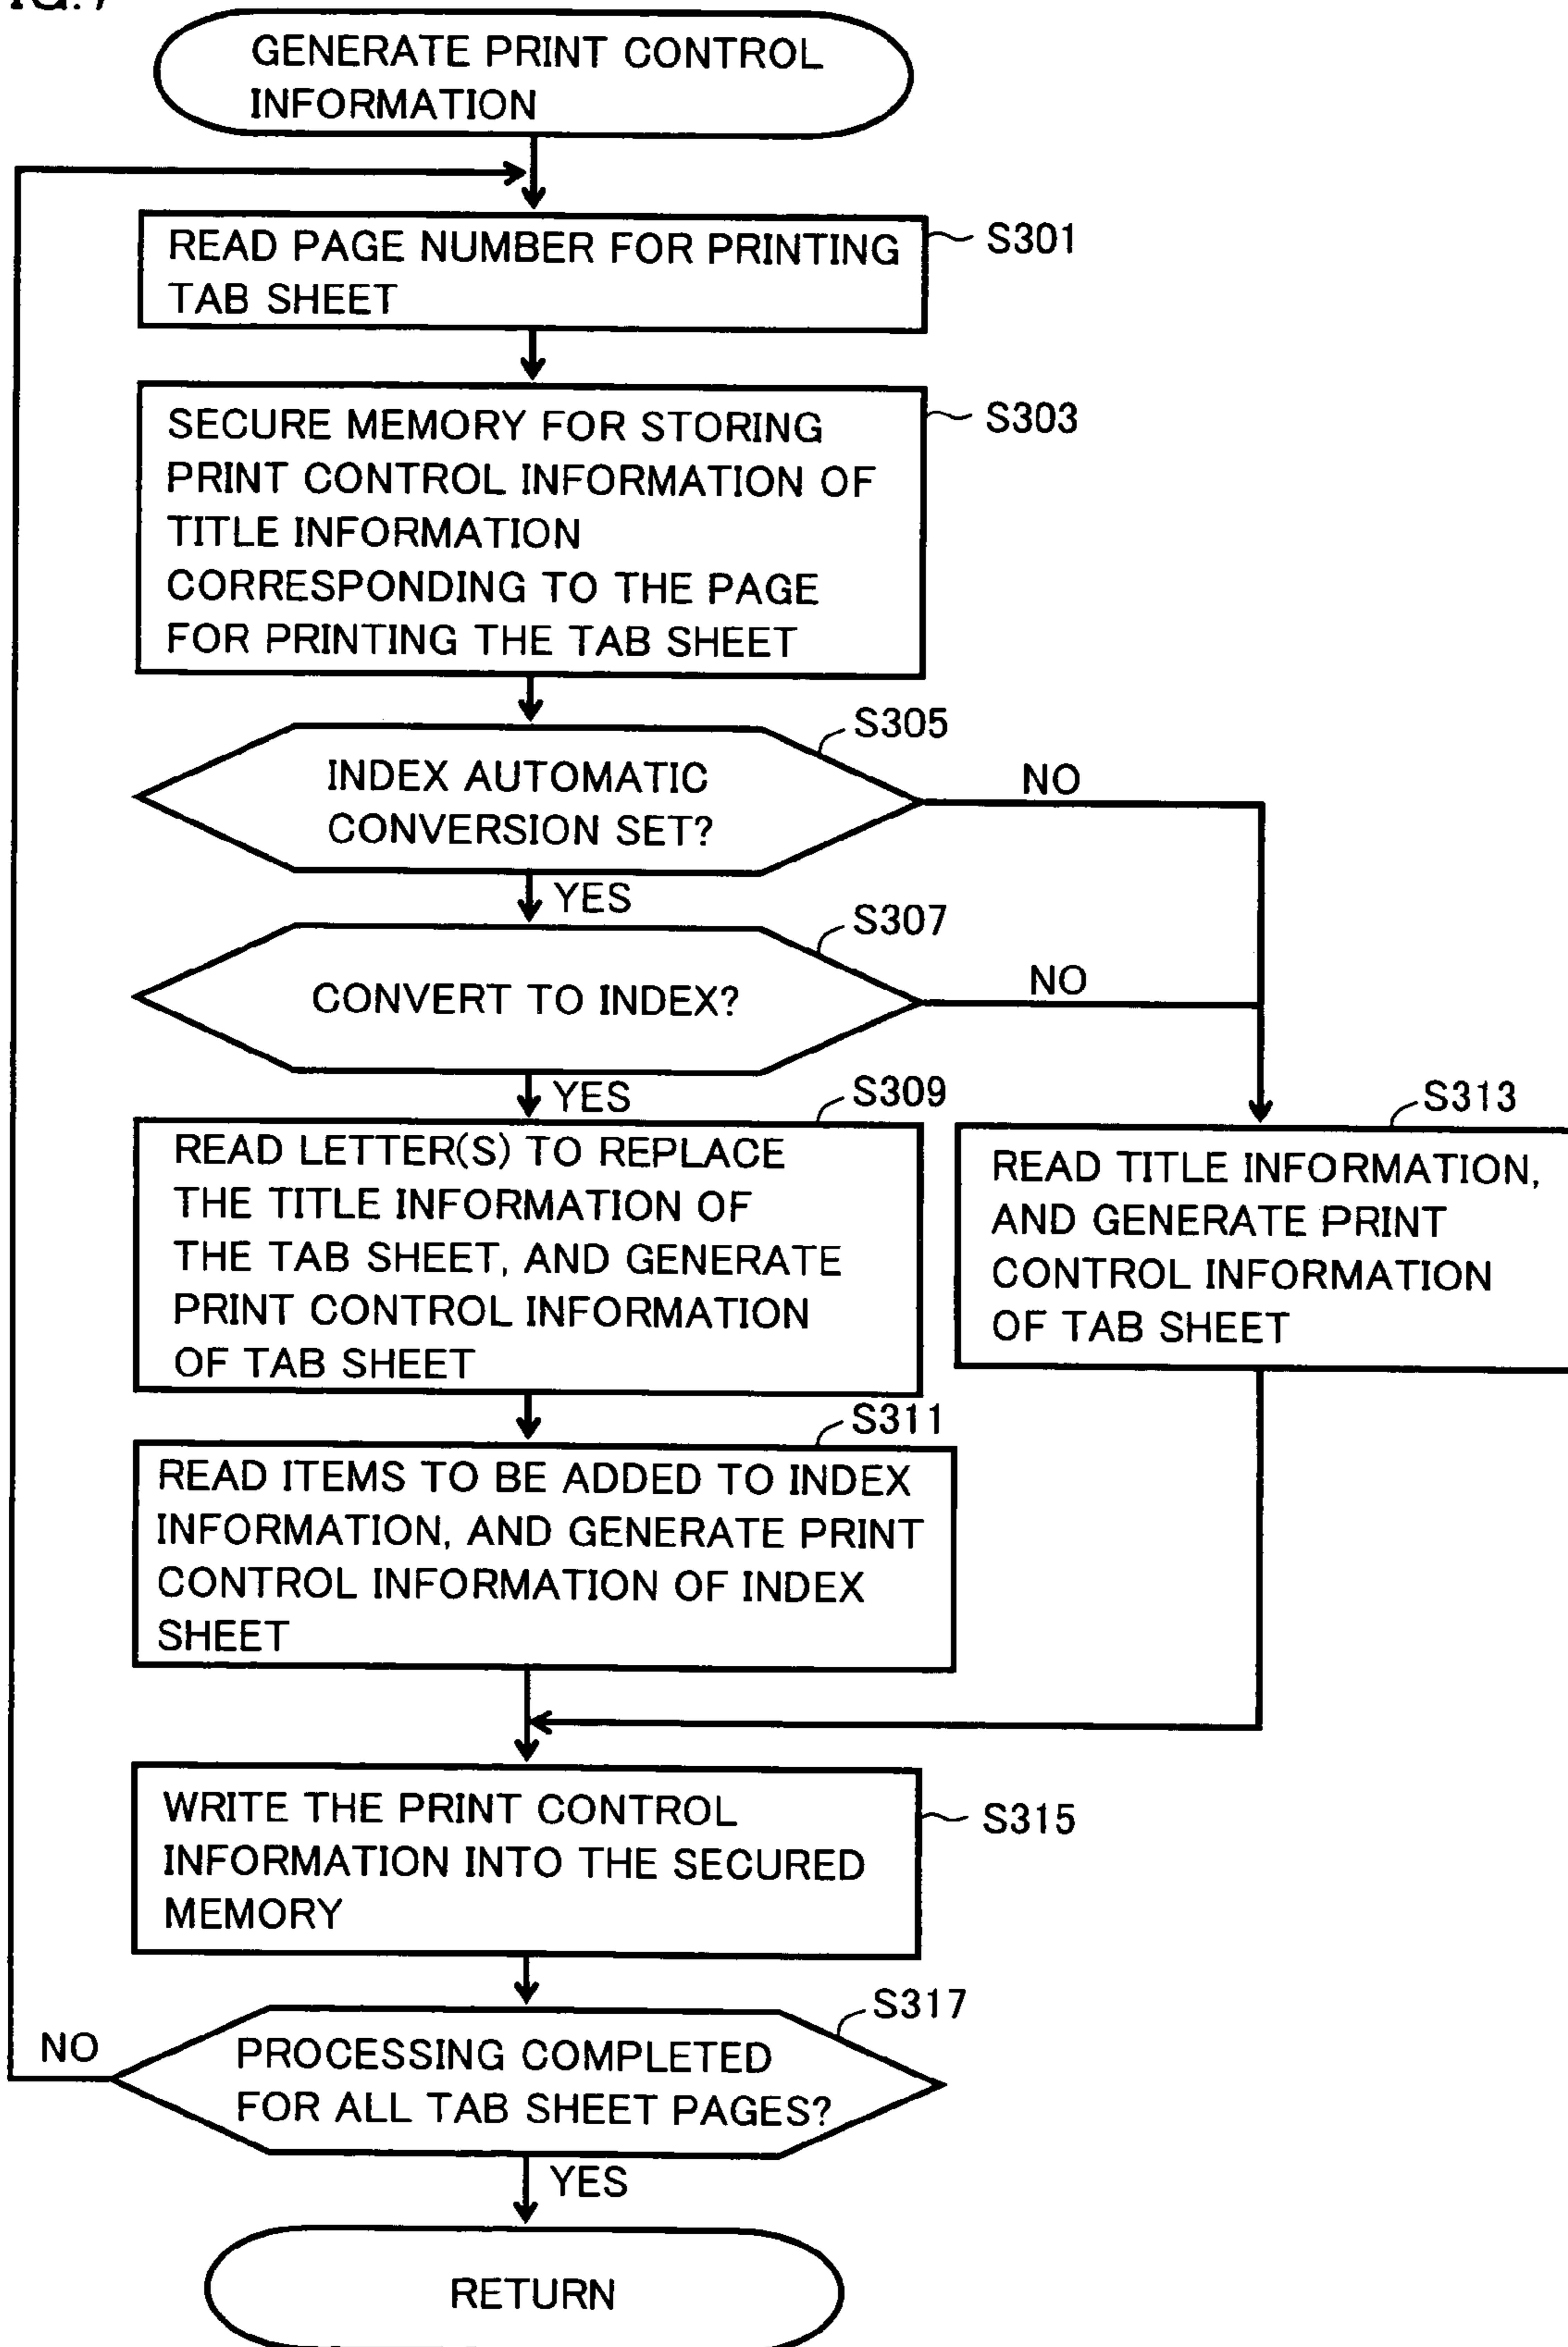 GENERATE PRINT CONTROL
INFORMATION
READ PAGE NUMBER FOR PRINTING
TAB SHEET
S301
SECURE MEMORY FOR STORING
PRINT CONTROL INFORMATION OF
TITLE INFORMATION
CORRESPONDING TO THE PAGE
FOR PRINTING THE TAB SHEET
S303
S305
INDEX AUTOMATIC
CONVERSION SET?
NO
YES
S307
CONVERT TO INDEX?
NO
YES
S309
READ LETTER(S) TO REPLACE
THE TITLE INFORMATION OF
THE TAB SHEET, AND GENERATE
PRINT CONTROL INFORMATION
OF TAB SHEET
S313
READ TITLE INFORMATION,
AND GENERATE PRINT
CONTROL INFORMATION
OF TAB SHEET
S311
READ ITEMS TO BE ADDED TO INDEX
INFORMATION, AND GENERATE PRINT
CONTROL INFORMATION OF INDEX
SHEET
WRITE THE PRINT CONTROL
INFORMATION INTO THE SECURED
MEMORY
S315
S317
PROCESSING COMPLETED
FOR ALL TAB SHEET PAGES?
NO
YES
RETURN